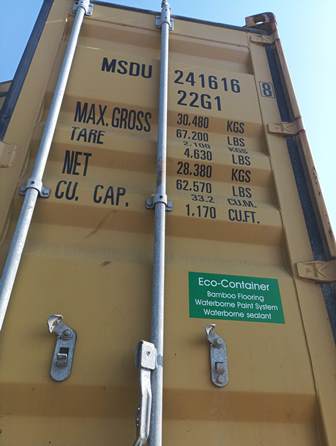 MSDU 241616 8
22G1
MAX. GROSS 30.480 KGS
67.200 LBS
TARE 2.100 KGS
4.630 LBS
NET 28.380 KGS
62.570 LBS
CU. CAP. 33.2 CU.M.
1.170 CU.FT.
Eco-Container
Bamboo Flooring
Waterborne Paint System
Waterborne sealant